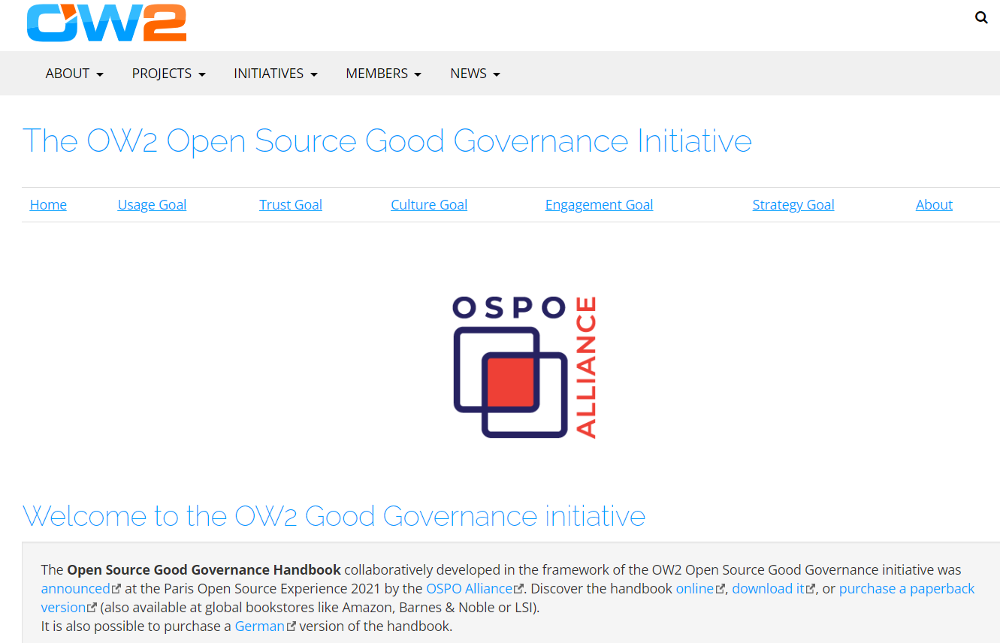 OW2
ABOUT PROJECTS INITIATIVES MEMBERS NEWS
The OW2 Open Source Good Governance Initiative
Home Usage Goal Trust Goal Culture Goal Engagement Goal Strategy Goal About
OSPO
ALLIANCE
Welcome to the OW2 Good Governance initiative
The Open Source Good Governance Handbook collaboratively developed in the framework of the OW2 Open Source Good Governance initiative was
announced at the Paris Open Source Experience 2021 by the OSPO Alliance. Discover the handbook online, download it, or purchase a paperback
version (also available at global bookstores like Amazon, Barnes & Noble or LSI).
It is also possible to purchase a German version of the handbook.